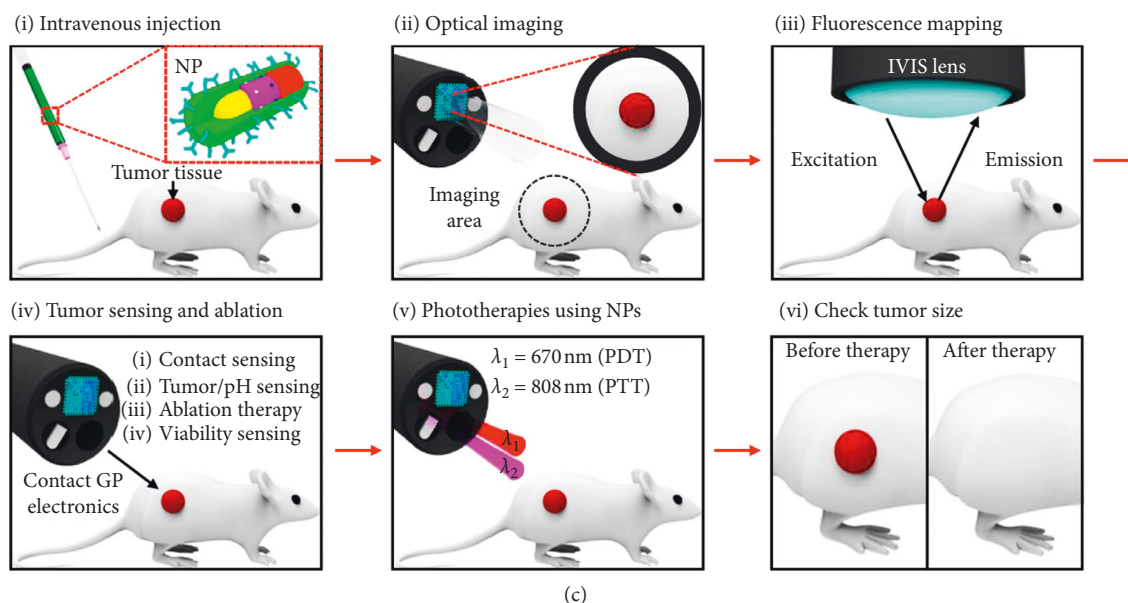 (i) Intravenous injection
NP
Tumor tissue
(ii) Optical imaging
Imaging
area
(iii) Fluorescence mapping
IVIS lens
Excitation
Emission
(iv) Tumor sensing and ablation
(i) Contact sensing
(ii) Tumor/pH sensing
(iii) Ablation therapy
(iv) Viability sensing
Contact GP
electronics
(v) Phototherapies using NPs
λ₁ = 670 nm (PDT)
λ₂ = 808 nm (PTT)
λ₁
λ₂
(vi) Check tumor size
Before therapy
After therapy
(c)